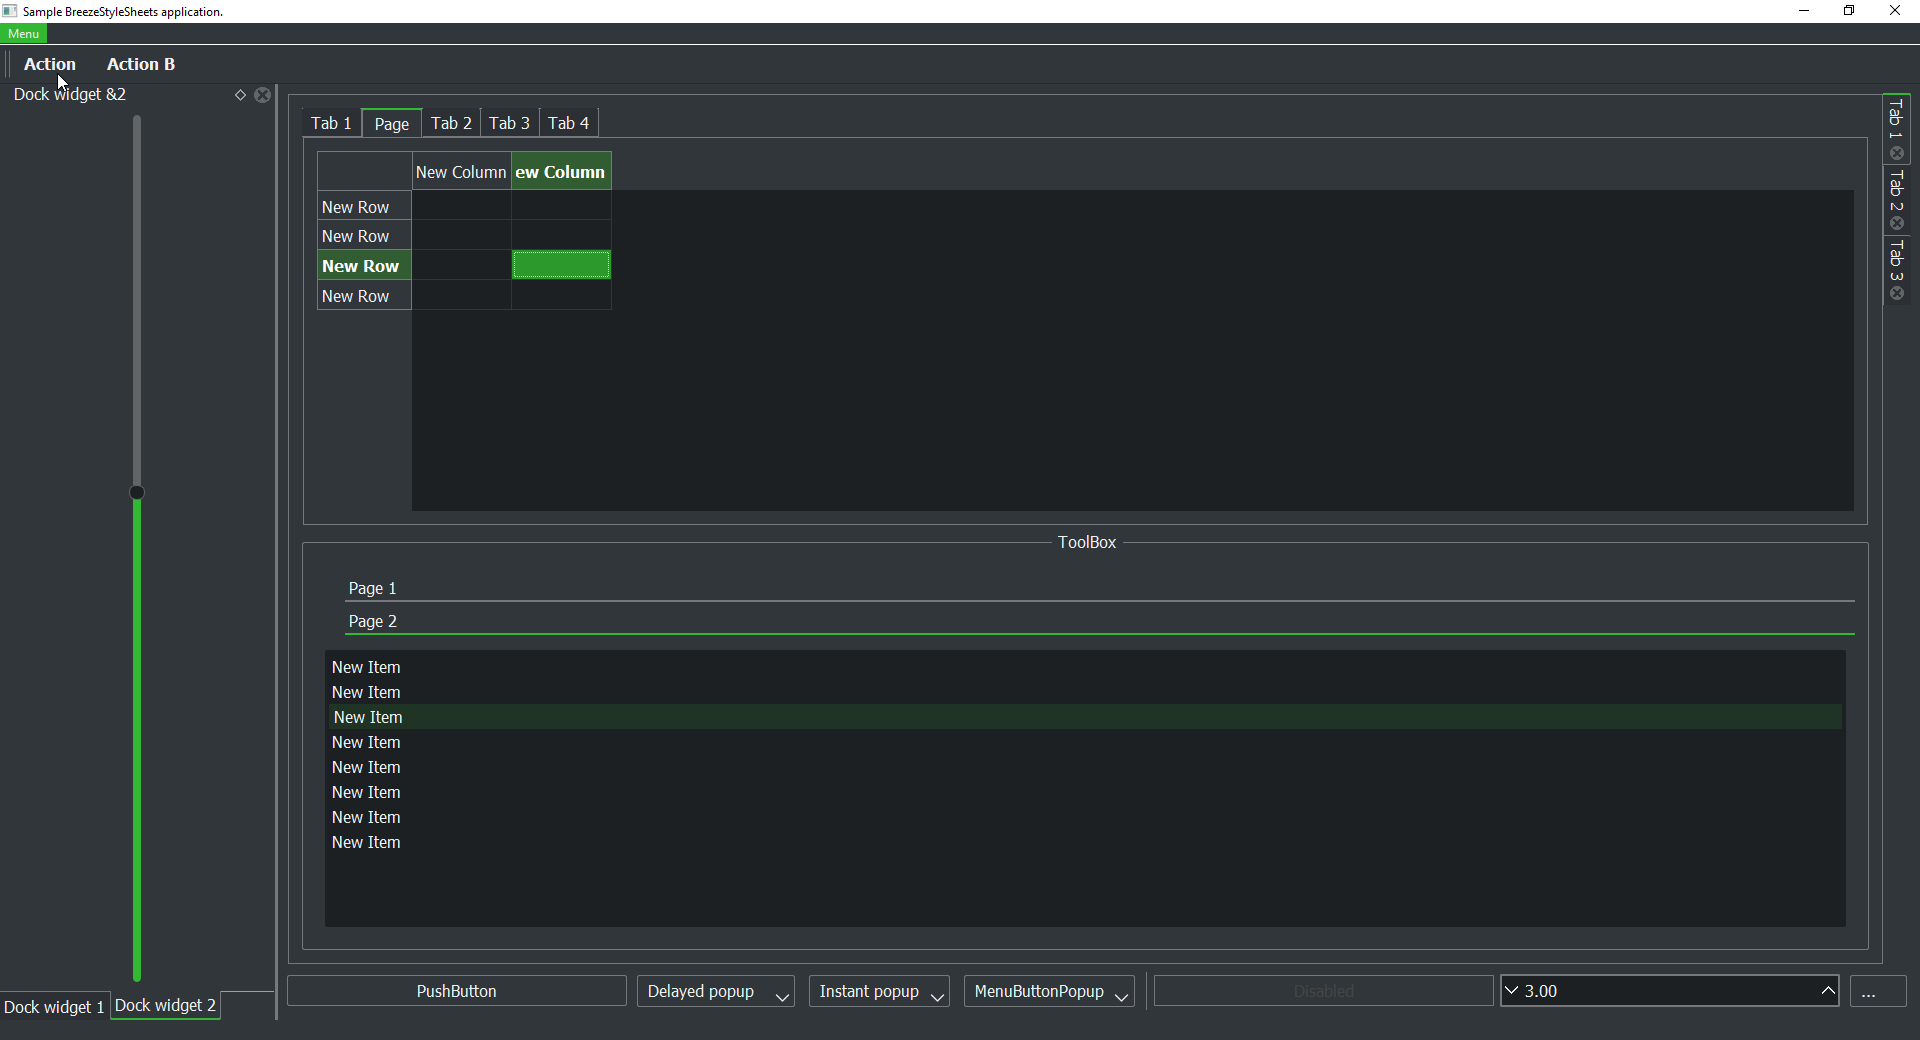 Sample BreezeStyleSheets application.
Menu
Action Action B
Dock widget &2
Tab 1 Page Tab 2 Tab 3 Tab 4
New Column ew Column
New Row
New Row
New Row
New Row
ToolBox
Page 1
Page 2
New Item
New Item
New Item
New Item
New Item
New Item
New Item
New Item
Tab 1
Tab 2
Tab 3
Dock widget 1 Dock widget 2
PushButton Delayed popup Instant popup MenuButtonPopup Disabled 3.00 ...